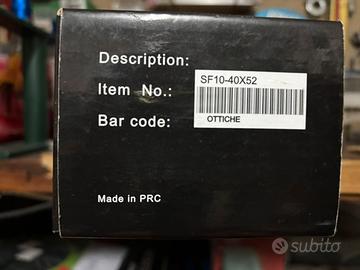 Description:
Item No.: SF10-40X52
Bar code: OTTICHE
Made in PRC
subito